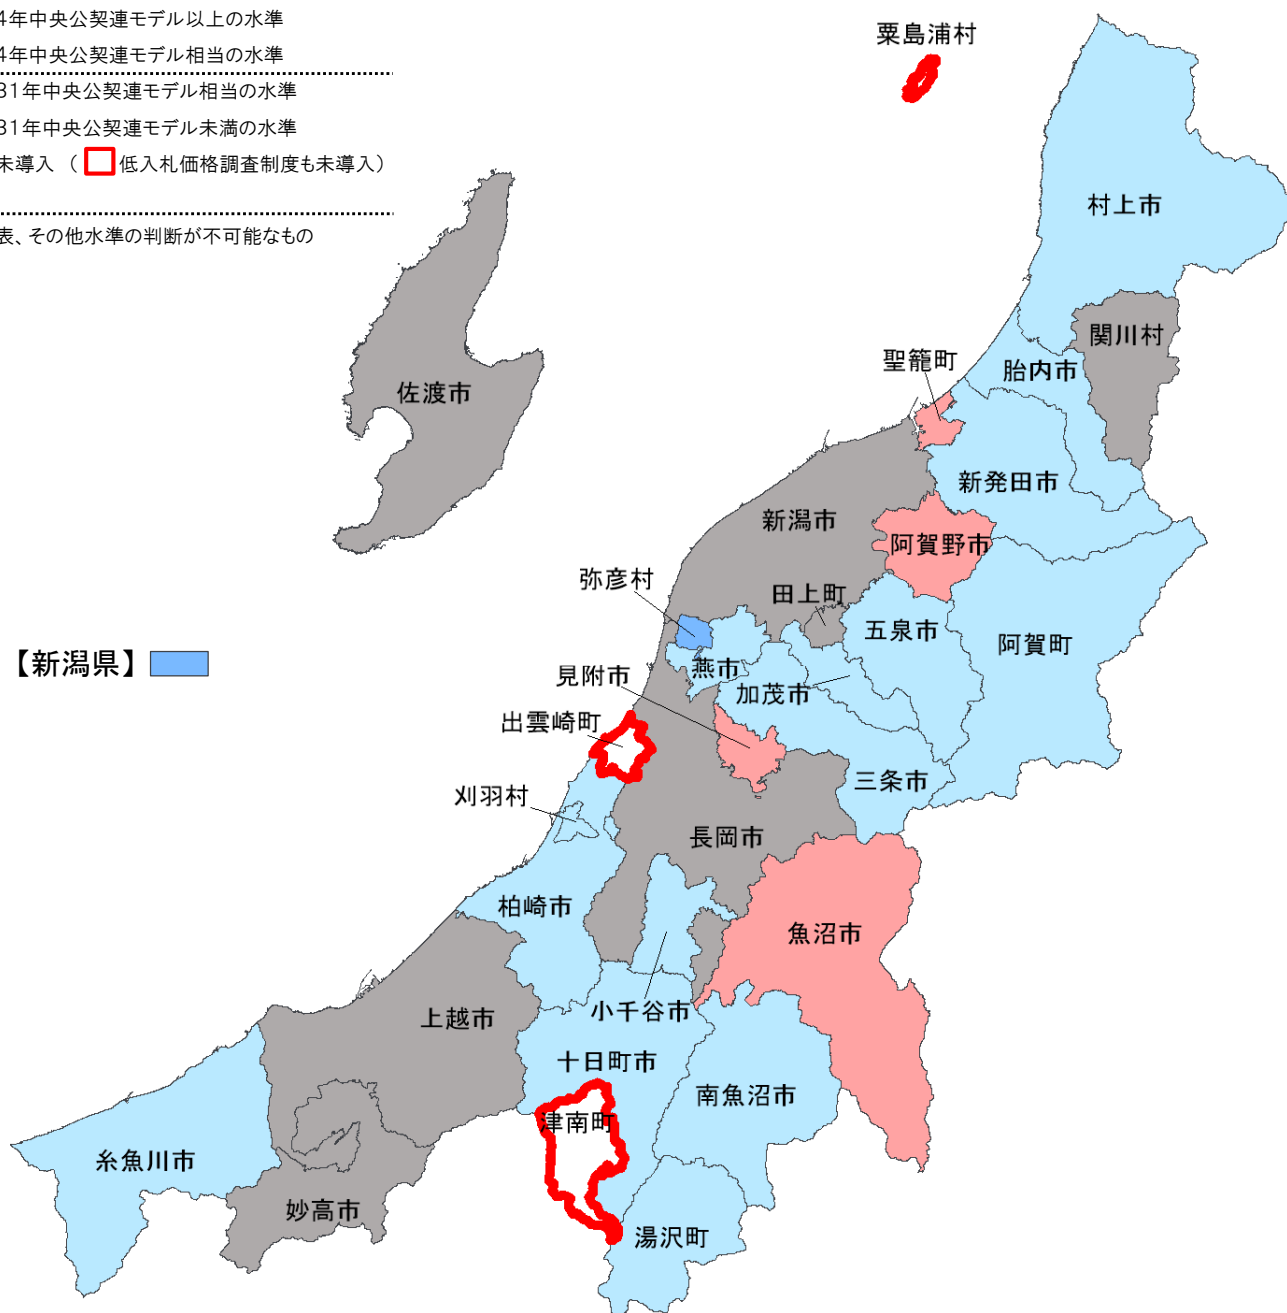 4年中央公契連モデル以上の水準
4年中央公契連モデル相当の水準
31年中央公契連モデル相当の水準
31年中央公契連モデル未満の水準
未導入 （ 低入札価格調査制度も未導入）
表、その他水準の判断が不可能なもの
粟島浦村
村上市
関川村
聖籠町
胎内市
佐渡市
新発田市
新潟市
阿賀野市
弥彦村
田上町
五泉市
阿賀町
【新潟県】
燕市
見附市
加茂市
出雲崎町
三条市
刈羽村
長岡市
柏崎市
魚沼市
小千谷市
上越市
十日町市
南魚沼市
津南町
糸魚川市
妙高市
湯沢町